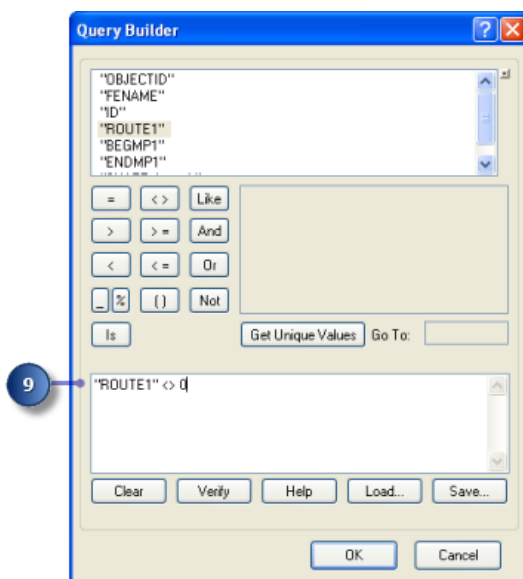 Query Builder
"OBJECTID"
"FENAME"
"ID"
"ROUTE1"
"BEGMP1"
"ENDMP1"
= <> Like
> >= And
< <= Or
_ % () Not
Is Get Unique Values Go To:
9 "ROUTE1" <> 0
Clear Verify Help Load... Save...
OK Cancel